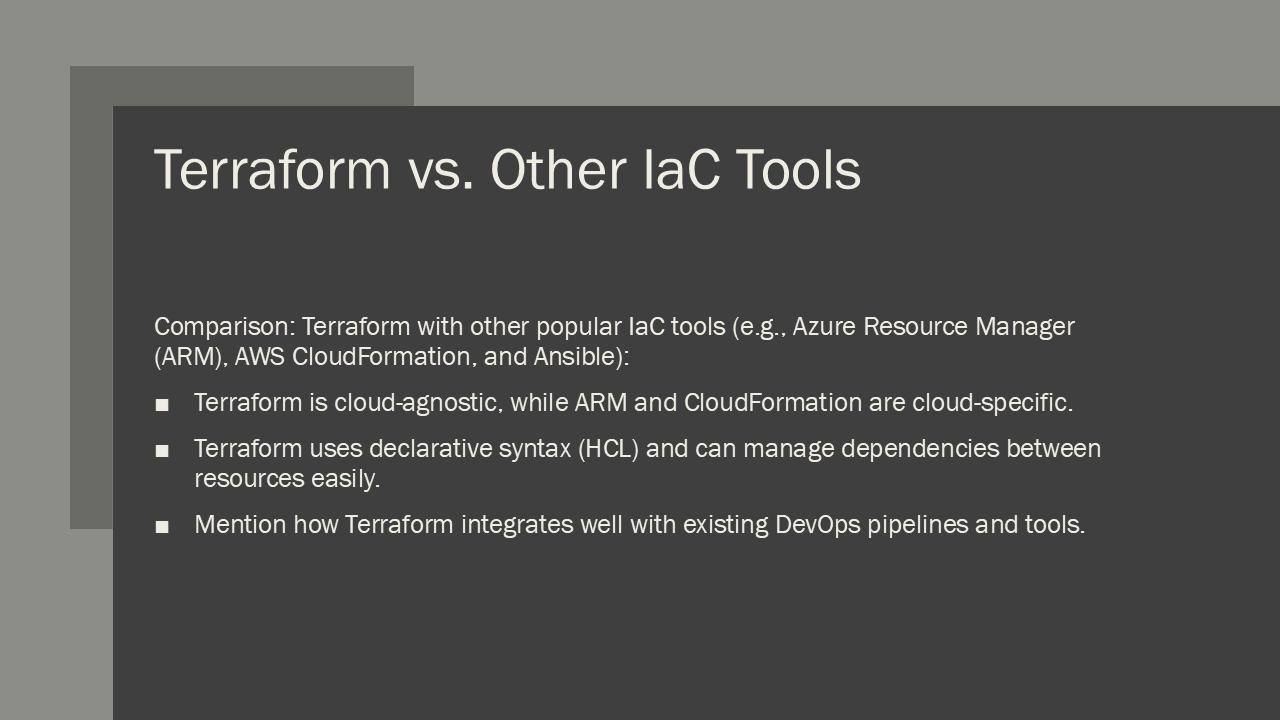 Terraform vs. Other IaC Tools
Comparison: Terraform with other popular IaC tools (e.g., Azure Resource Manager
(ARM), AWS CloudFormation, and Ansible):
■ Terraform is cloud-agnostic, while ARM and CloudFormation are cloud-specific.
■ Terraform uses declarative syntax (HCL) and can manage dependencies between
resources easily.
■ Mention how Terraform integrates well with existing DevOps pipelines and tools.